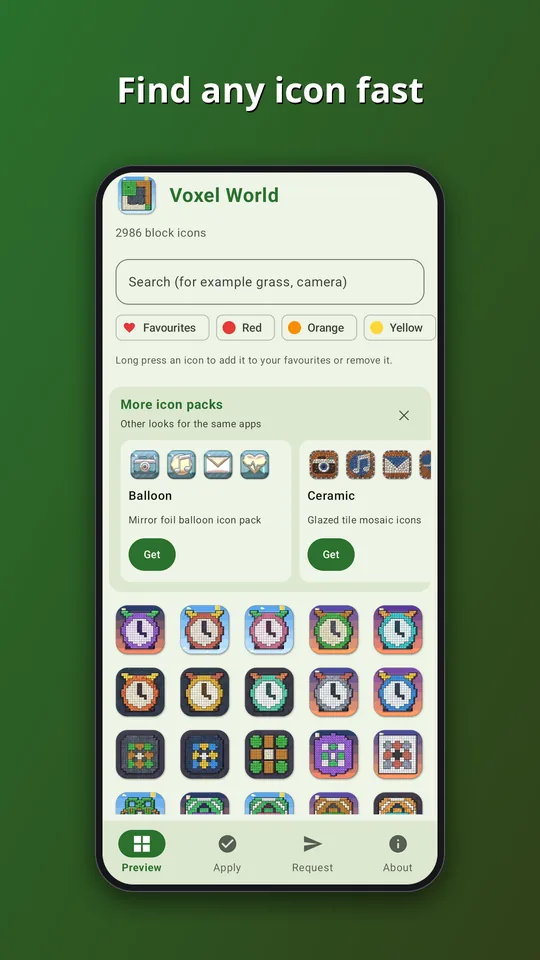 Find any icon fast
Voxel World
2986 block icons
Search (for example grass, camera)
Favourites
Red
Orange
Yellow
Long press an icon to add it to your favourites or remove it.
More icon packs
Other looks for the same apps
Balloon
Mirror foil balloon icon pack
Get
Ceramic
Glazed tile mosaic icons
Get
Preview
Apply
Request
About